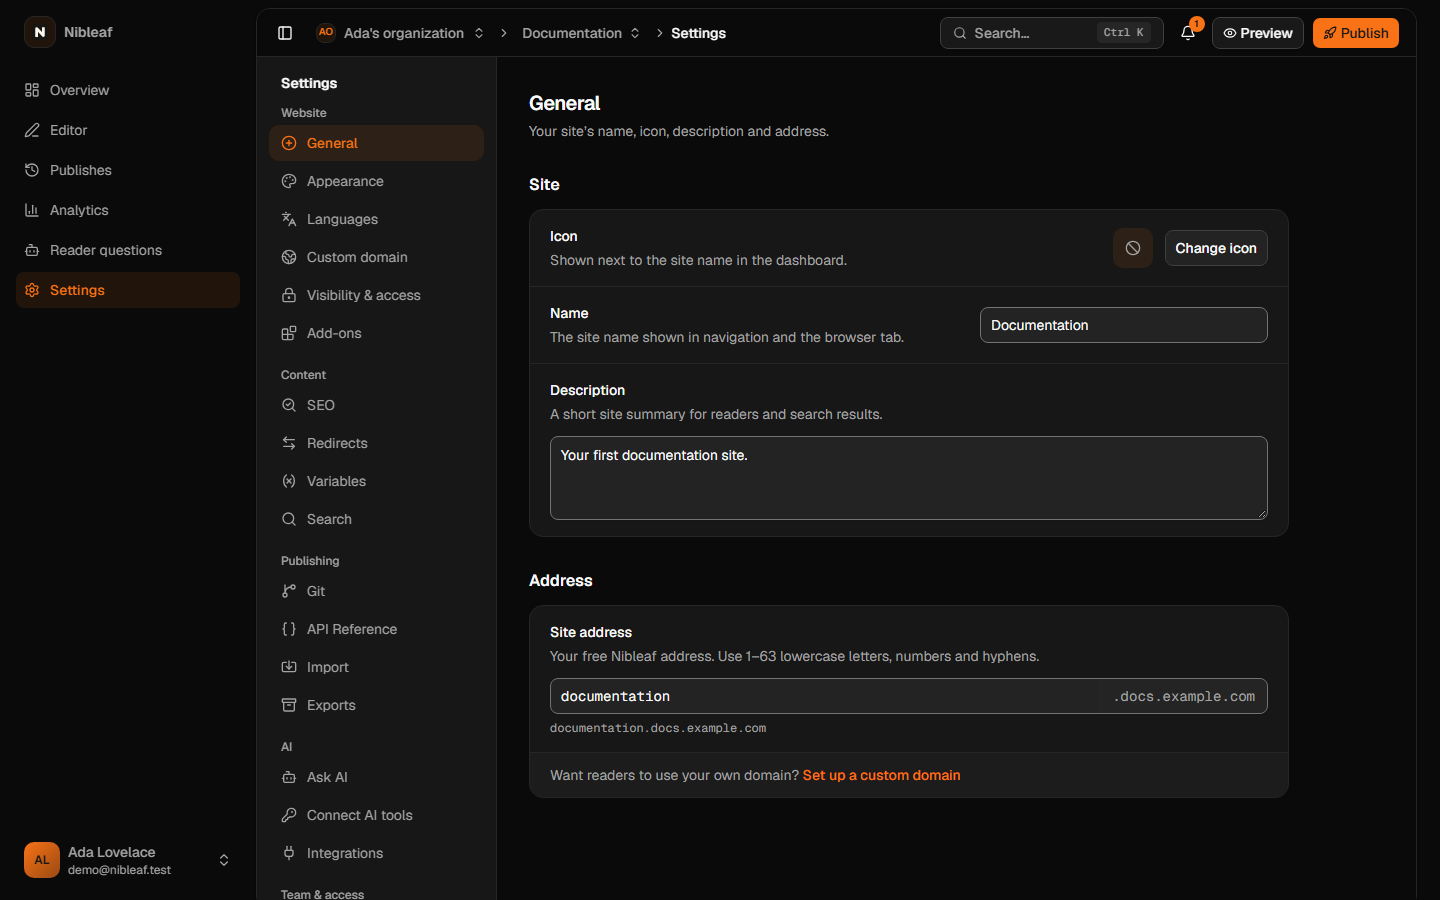 N Nibleaf
Overview
Editor
Publishes
Analytics
Reader questions
Settings
AL
Ada Lovelace
demo@nibleaf.test
AO Ada's organization
Documentation
Settings
Search...
Ctrl K
1
Preview
Publish
Settings
Website
General
Appearance
Languages
Custom domain
Visibility & access
Add-ons
Content
SEO
Redirects
Variables
Search
Publishing
Git
API Reference
Import
Exports
AI
Ask AI
Connect AI tools
Integrations
Team & access
General
Your site's name, icon, description and address.
Site
Icon
Shown next to the site name in the dashboard.
Change icon
Name
The site name shown in navigation and the browser tab.
Documentation
Description
A short site summary for readers and search results.
Your first documentation site.
Address
Site address
Your free Nibleaf address. Use 1–63 lowercase letters, numbers and hyphens.
documentation .docs.example.com
documentation.docs.example.com
Want readers to use your own domain? Set up a custom domain